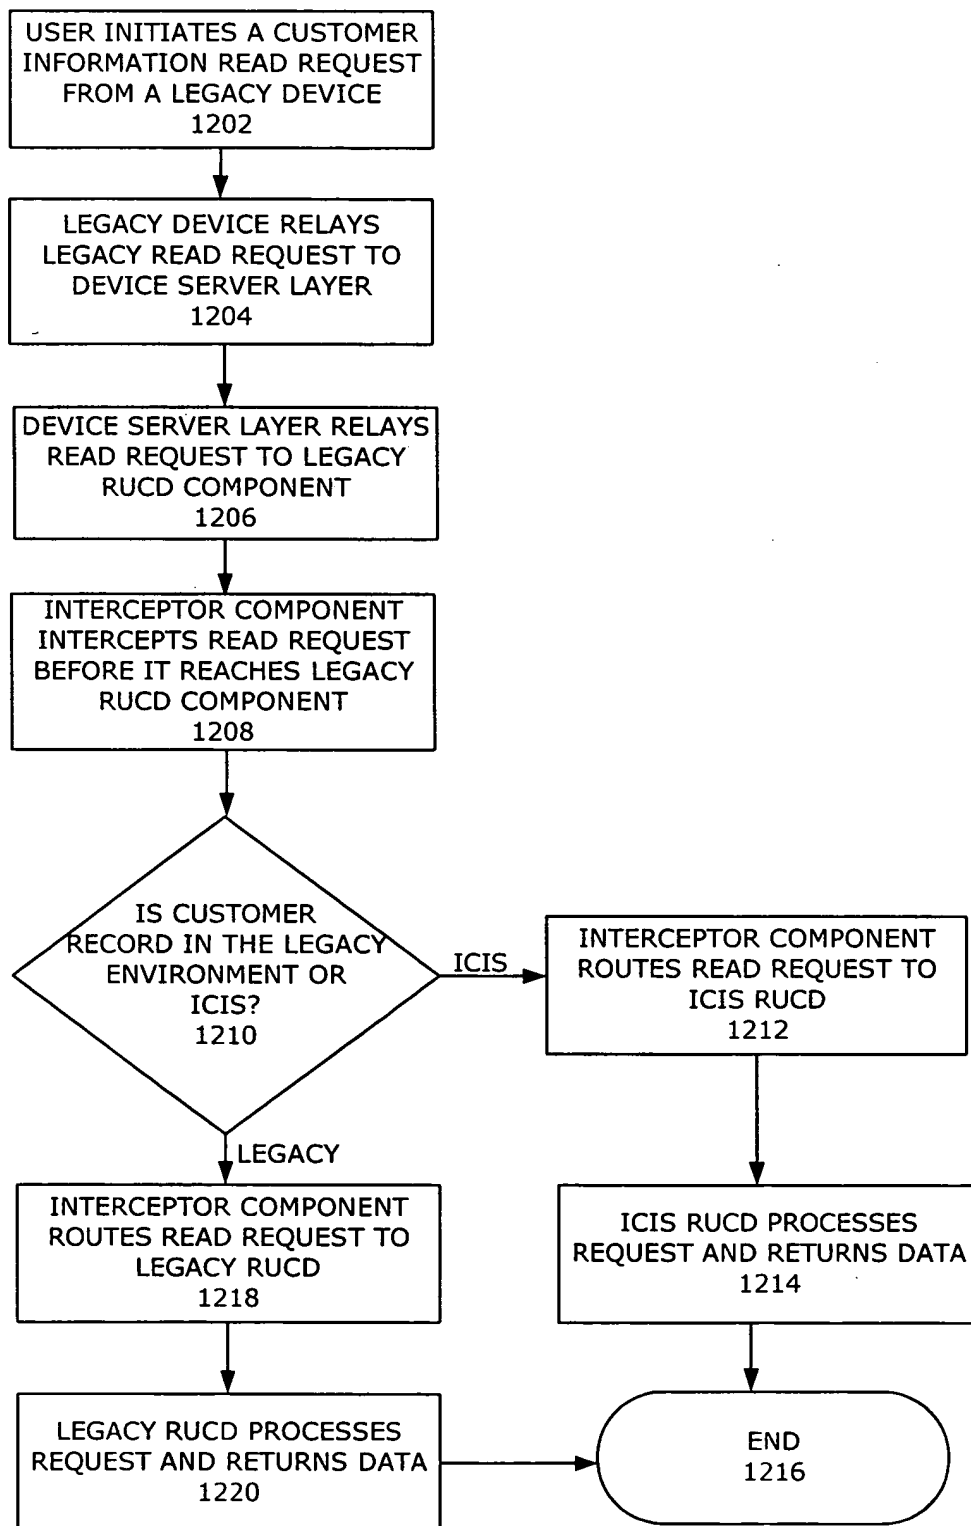 USER INITIATES A CUSTOMER
INFORMATION READ REQUEST
FROM A LEGACY DEVICE
1202
LEGACY DEVICE RELAYS
LEGACY READ REQUEST TO
DEVICE SERVER LAYER
1204
DEVICE SERVER LAYER RELAYS
READ REQUEST TO LEGACY
RUCD COMPONENT
1206
INTERCEPTOR COMPONENT
INTERCEPTS READ REQUEST
BEFORE IT REACHES LEGACY
RUCD COMPONENT
1208
IS CUSTOMER
RECORD IN THE LEGACY
ENVIRONMENT OR
ICIS?
1210
ICIS
INTERCEPTOR COMPONENT
ROUTES READ REQUEST TO
ICIS RUCD
1212
LEGACY
INTERCEPTOR COMPONENT
ROUTES READ REQUEST TO
LEGACY RUCD
1218
ICIS RUCD PROCESSES
REQUEST AND RETURNS DATA
1214
LEGACY RUCD PROCESSES
REQUEST AND RETURNS DATA
1220
END
1216